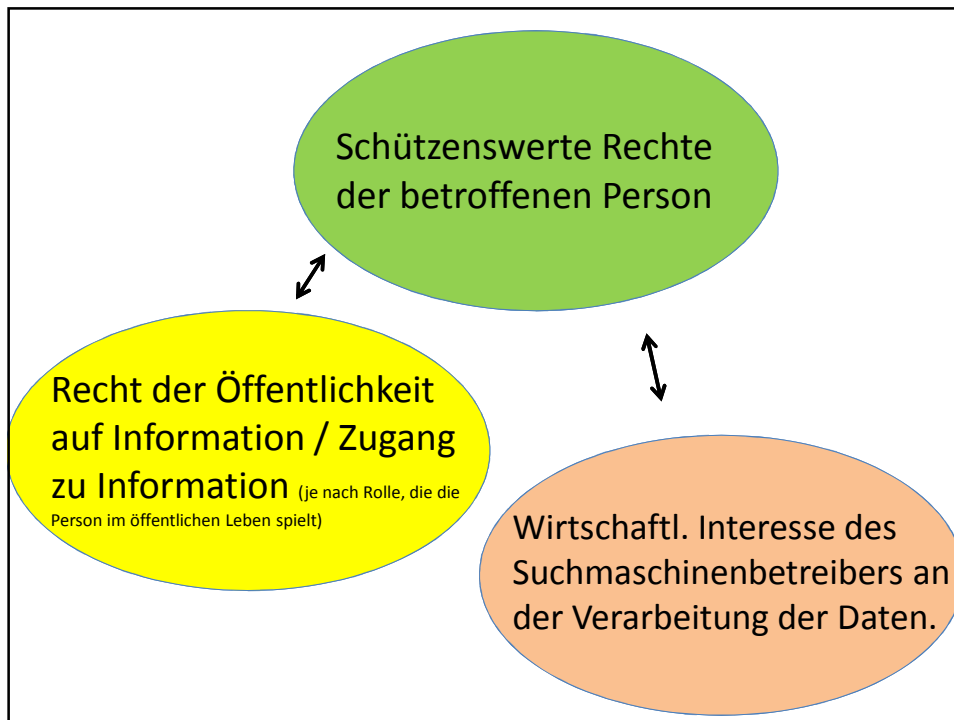 Schützenswerte Rechte
der betroffenen Person
Recht der Öffentlichkeit
auf Information / Zugang
zu Information (je nach Rolle, die die
Person im öffentlichen Leben spielt)
Wirtschaftl. Interesse des
Suchmaschinenbetreibers an
der Verarbeitung der Daten.